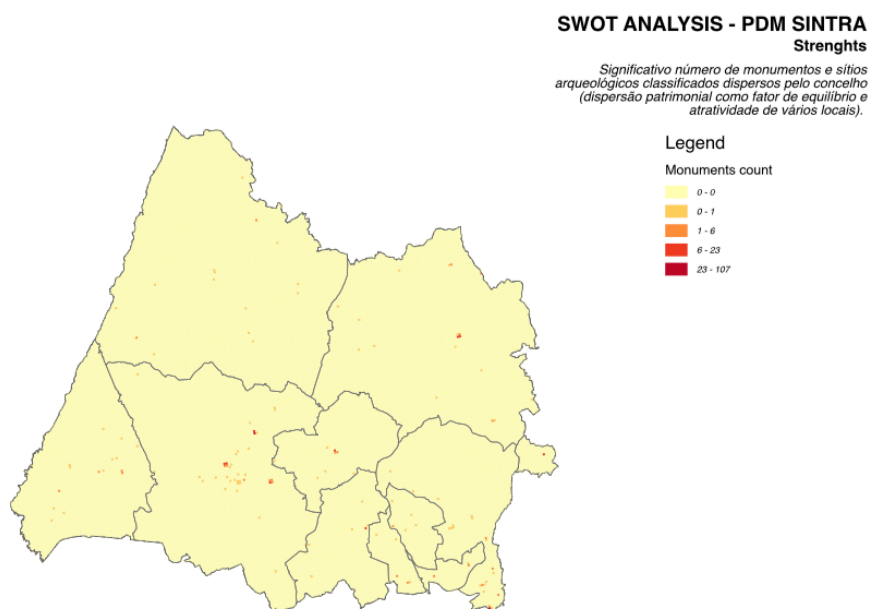 SWOT ANALYSIS - PDM SINTRA
Strenghts
Significativo número de monumentos e sítios
arqueológicos classificados dispersos pelo concelho
(dispersão patrimonial como fator de equilíbrio e
atratividade de vários locais).
Legend
Monuments count
0 - 0
0 - 1
1 - 6
6 - 23
23 - 107